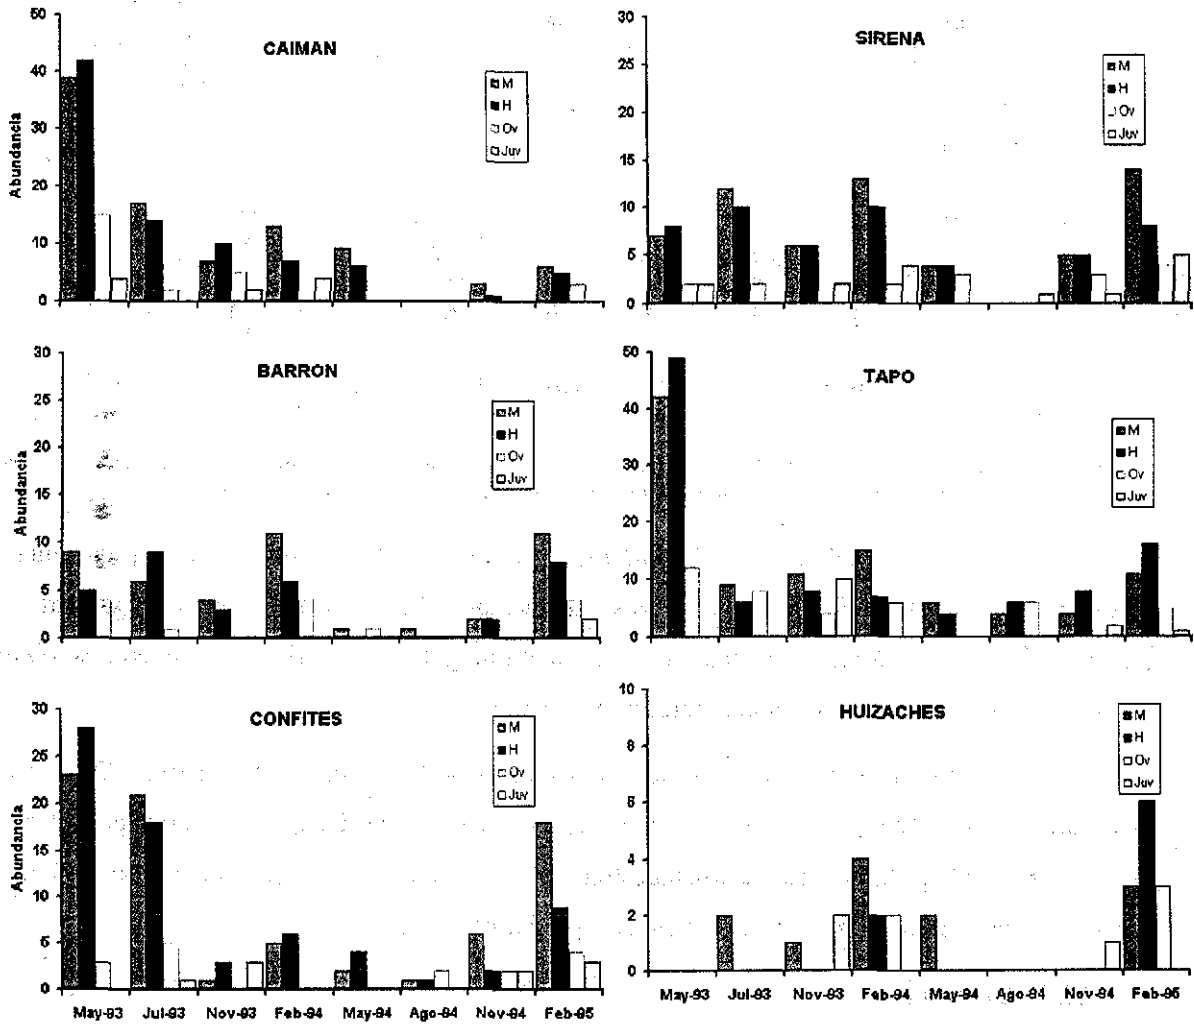 CAIMAN
50
40
30
20
10
0
Abundancia
M
H
Ov
Juv
SIRENA
30
25
20
15
10
5
0
M
H
Ov
Juv
BARRON
30
25
20
15
10
5
0
Abundancia
M
H
Ov
Juv
TAPO
50
40
30
20
10
0
M
H
Ov
Juv
CONFITES
30
25
20
15
10
5
0
Abundancia
M
H
Ov
Juv
May-93 Jul-93 Nov-93 Feb-94 May-94 Ago-94 Nov-94 Feb-95
HUIZACHES
10
8
6
4
2
0
M
H
Ov
Juv
May-93 Jul-93 Nov-93 Feb-94 May-94 Ago-94 Nov-94 Feb-95